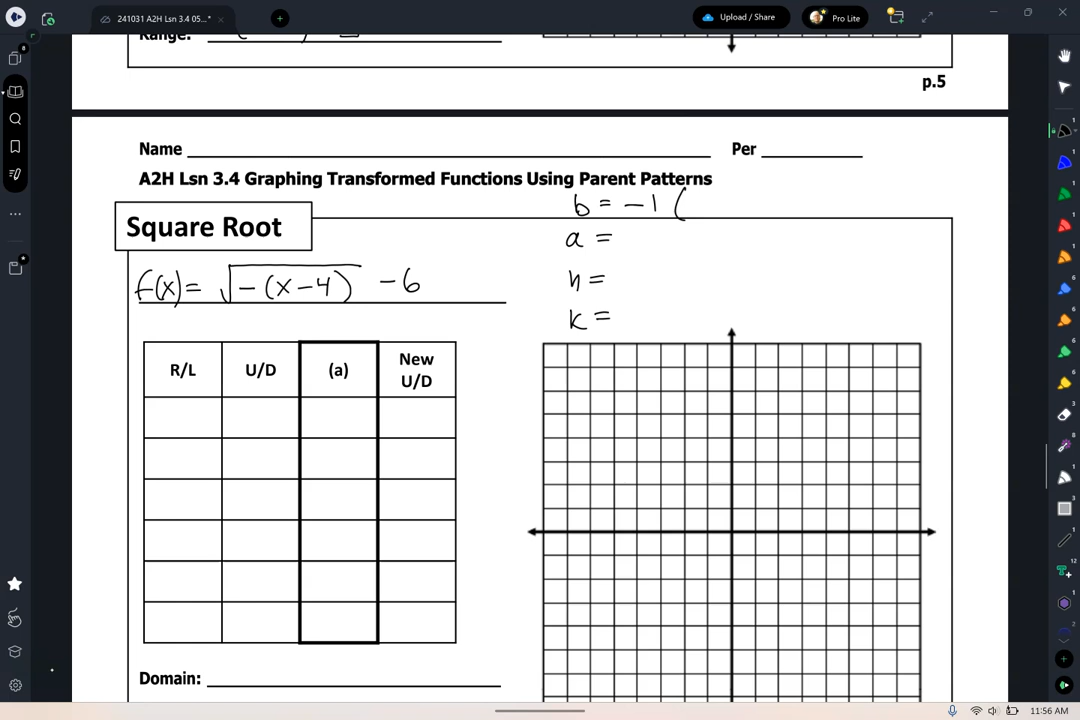 241031 A2H Lsn 3.4 05...*
Upload / Share
Pro Lite
Range:
p.5
Name Per
A2H Lsn 3.4 Graphing Transformed Functions Using Parent Patterns
Square Root
b = -1 (
a =
h =
k =
f(x) = √-(x-4) -6
R/L U/D (a) New U/D
Domain:
11:56 AM